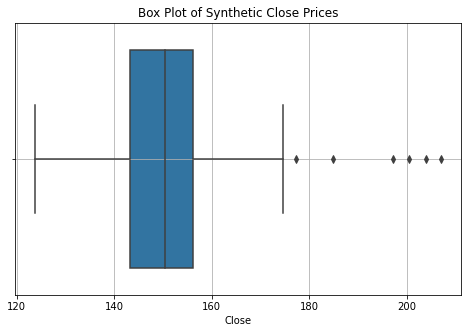 Box Plot of Synthetic Close Prices
120 140 160 180 200
Close